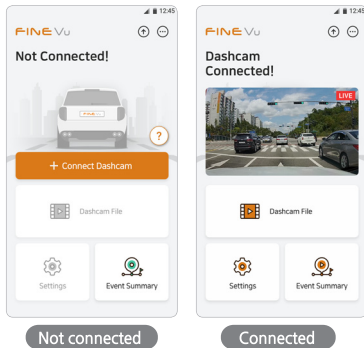 12:45
FINEVu
Not Connected!
FINEVu
?
+ Connect Dashcam
Dashcam File
Settings
Event Summary
Not connected
12:45
FINEVu
Dashcam
Connected!
LIVE
Dashcam File
Settings
Event Summary
Connected